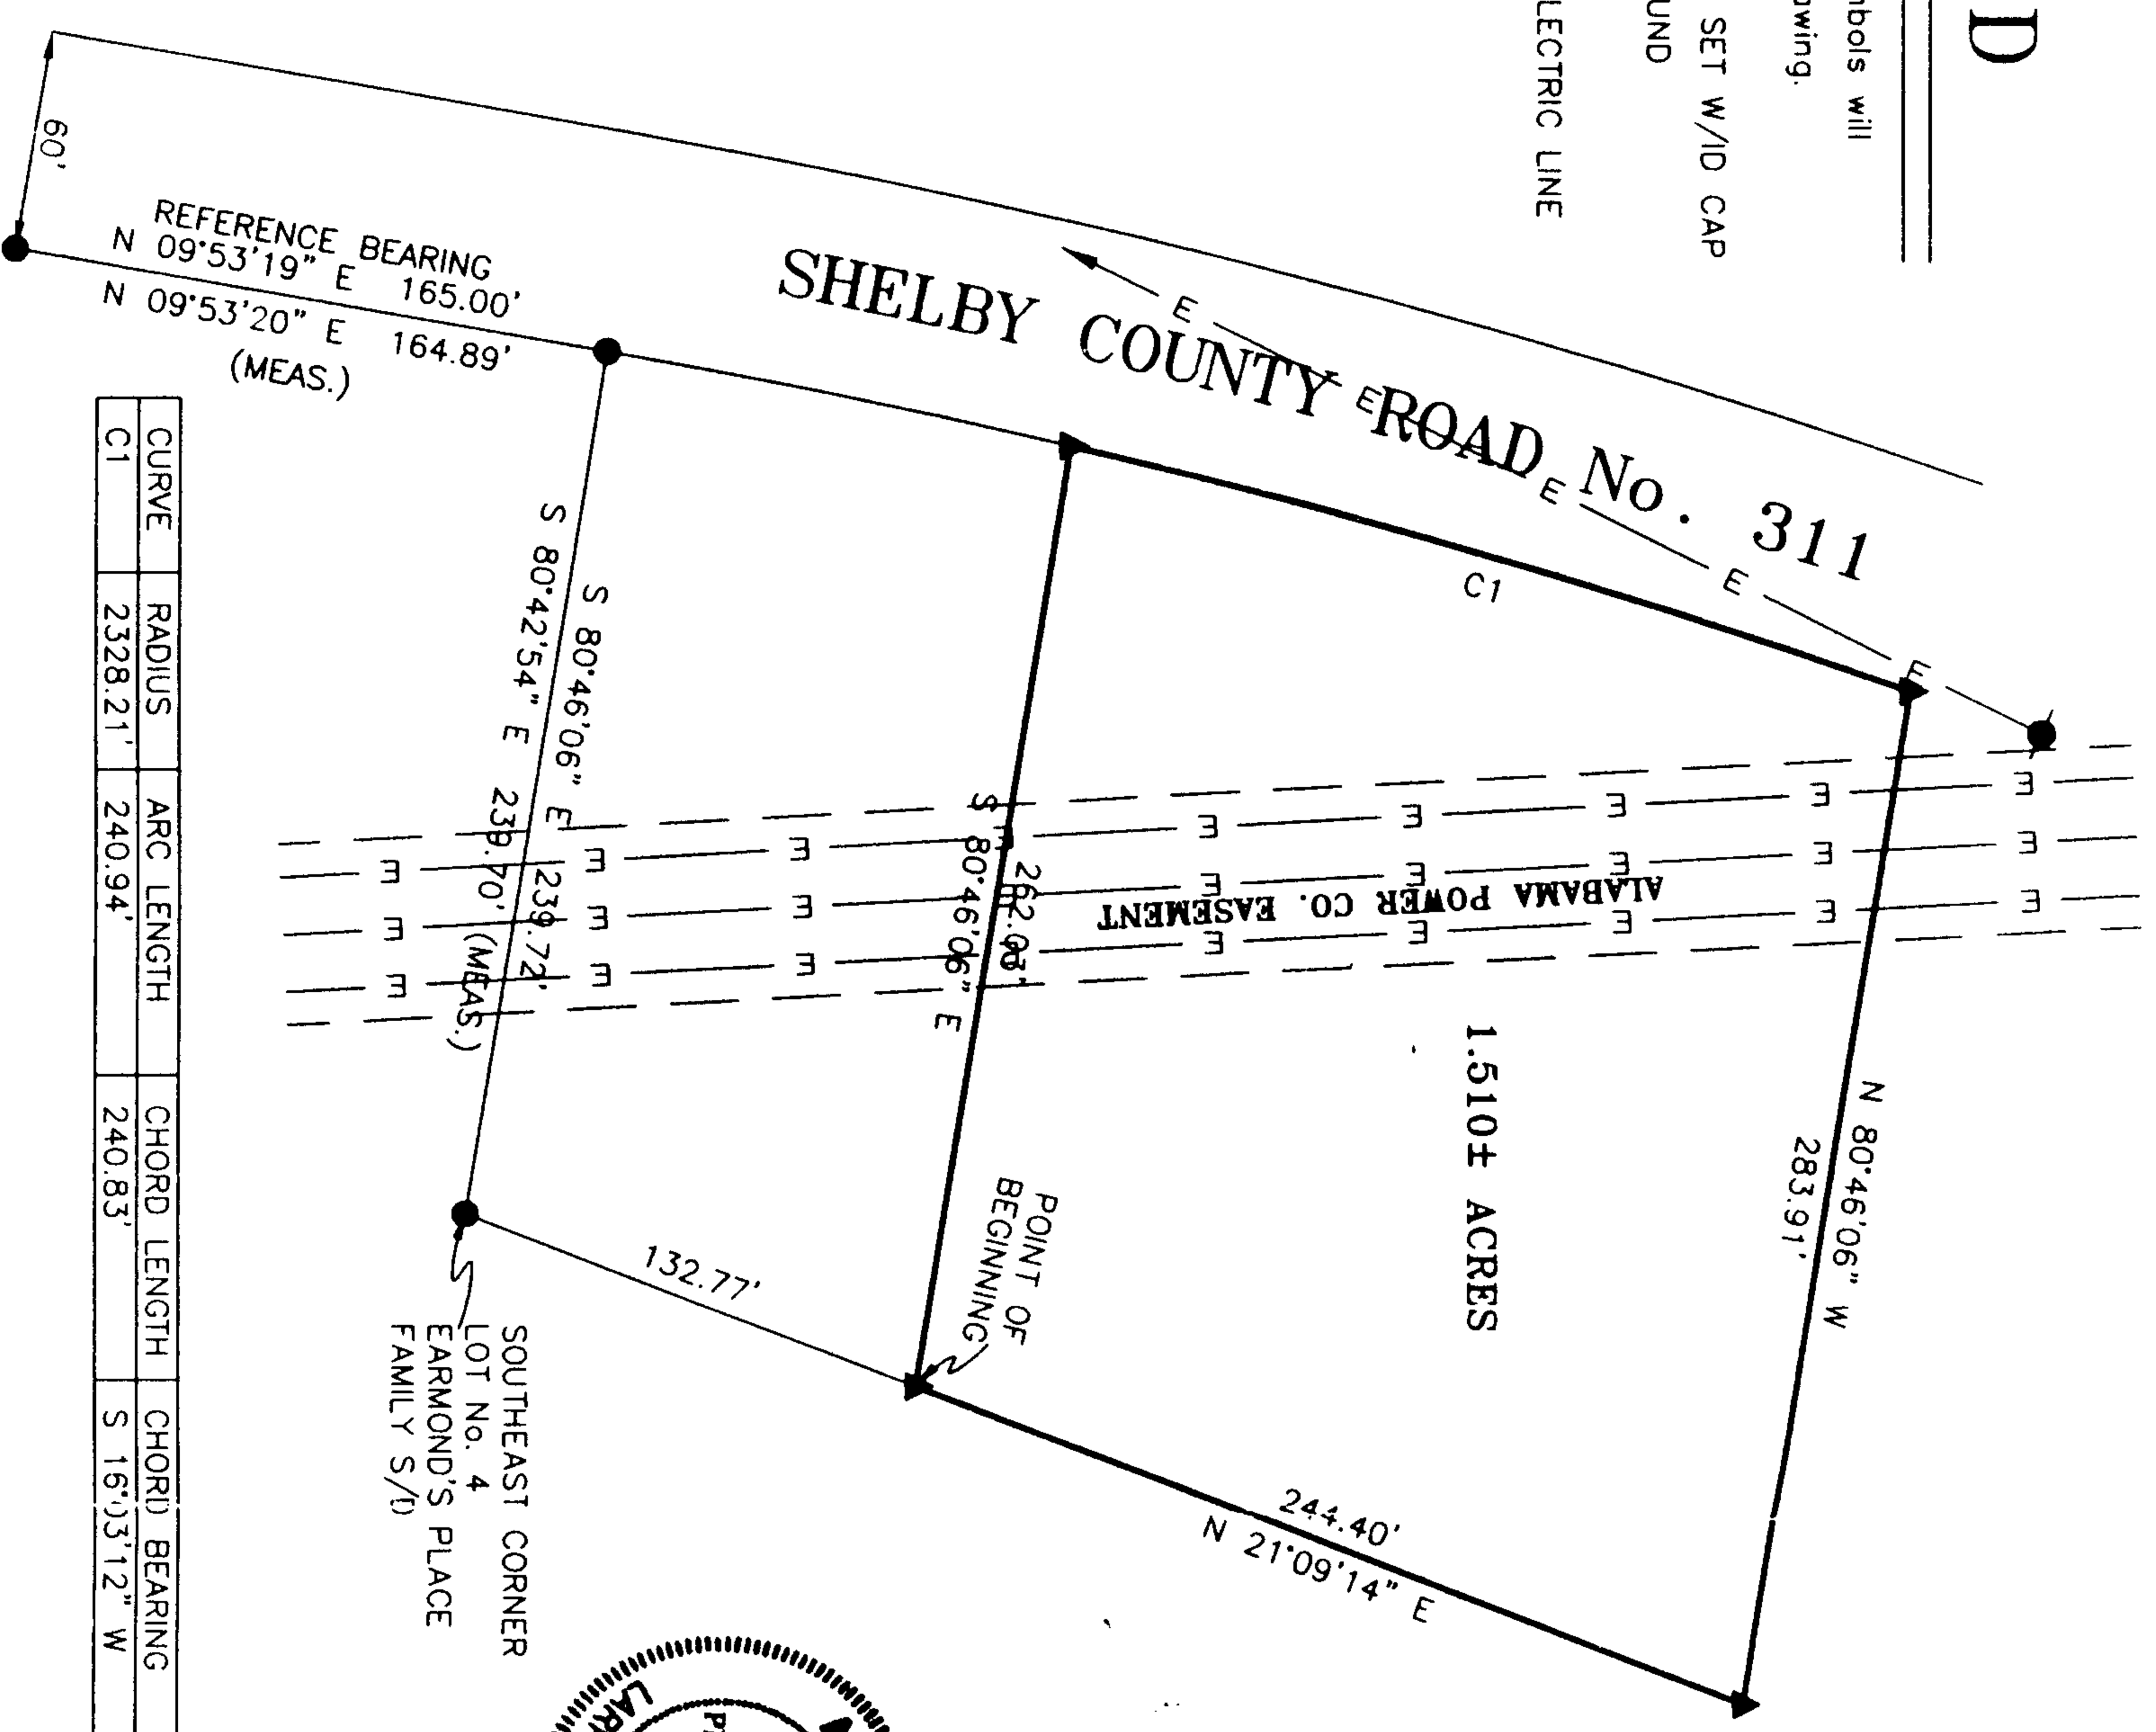 D
nbols will
awing.
SET W/ID CAP
UND
LECTRIC LINE
60'
REFERENCE BEARING
N 09°53'19" E 165.00'
N 09°53'20" E 164.89'
(MEAS.)
SHELBY COUNTY ROAD No. 311
E
E
E
E
E
C1
S 80°46'06" E 239.72'
S 80°42'54" E 239.70' (MEAS.)
262.03'
S 80°46'06" E
ALABAMA POWER CO. EASEMENT
E E E E E E E E
E E E E E E E E
E E E E E E E E
1.510± ACRES
N 80°46'06" W
283.91'
POINT OF
BEGINNING
132.77'
244.40'
N 21°09'14" E
SOUTHEAST CORNER
LOT No. 4
EARMOND'S PLACE
FAMILY S/D
CURVE RADIUS ARC LENGTH CHORD LENGTH CHORD BEARING
C1 2328.21' 240.94' 240.83' S 16°03'12" W